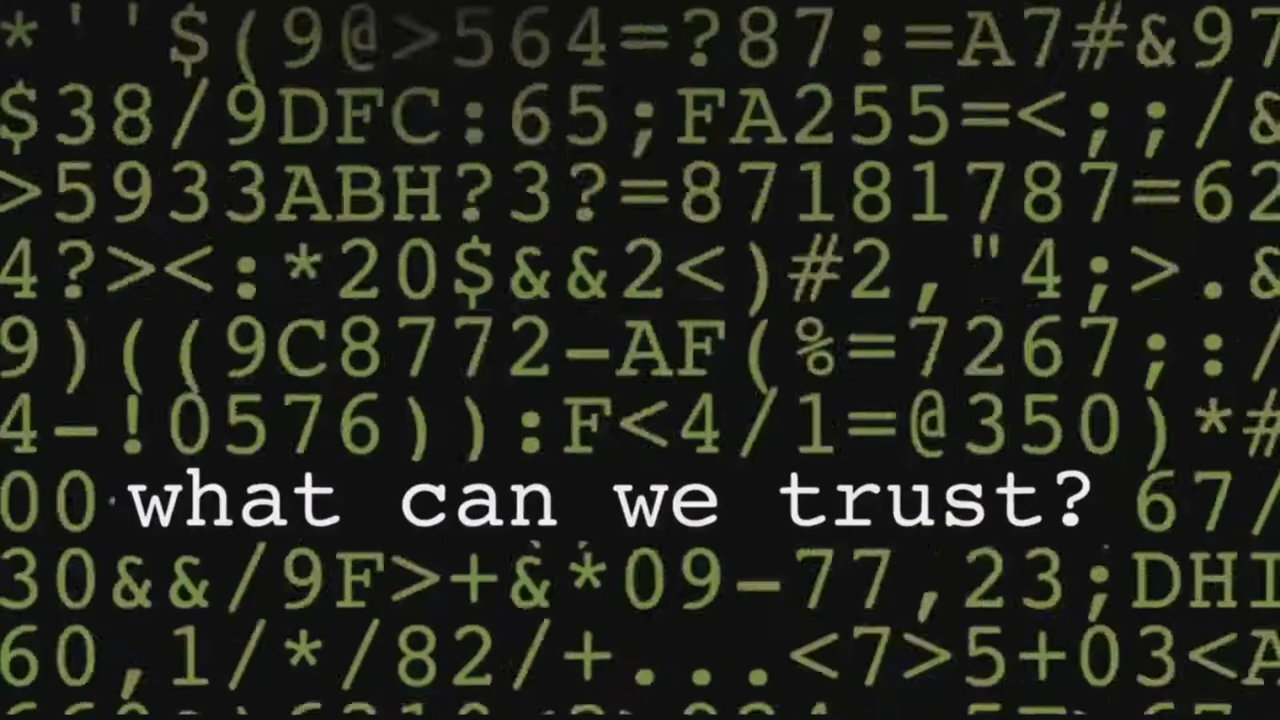 *''$(9@>564=?87:=A7#&97
$38/9DFC:65;FA255=<;;/&
>5933ABH?3?=87181787=62
4?><:*20$&&2<)#2,"4;>.&
9)((9C8772-AF(%=7267;:/
4-!0576)):F<4/1=@350)*#
00 what can we trust? 67/
30&&/9F>+&*09-77,23;DHI
60,1/*/82/+...<7>5+03<A